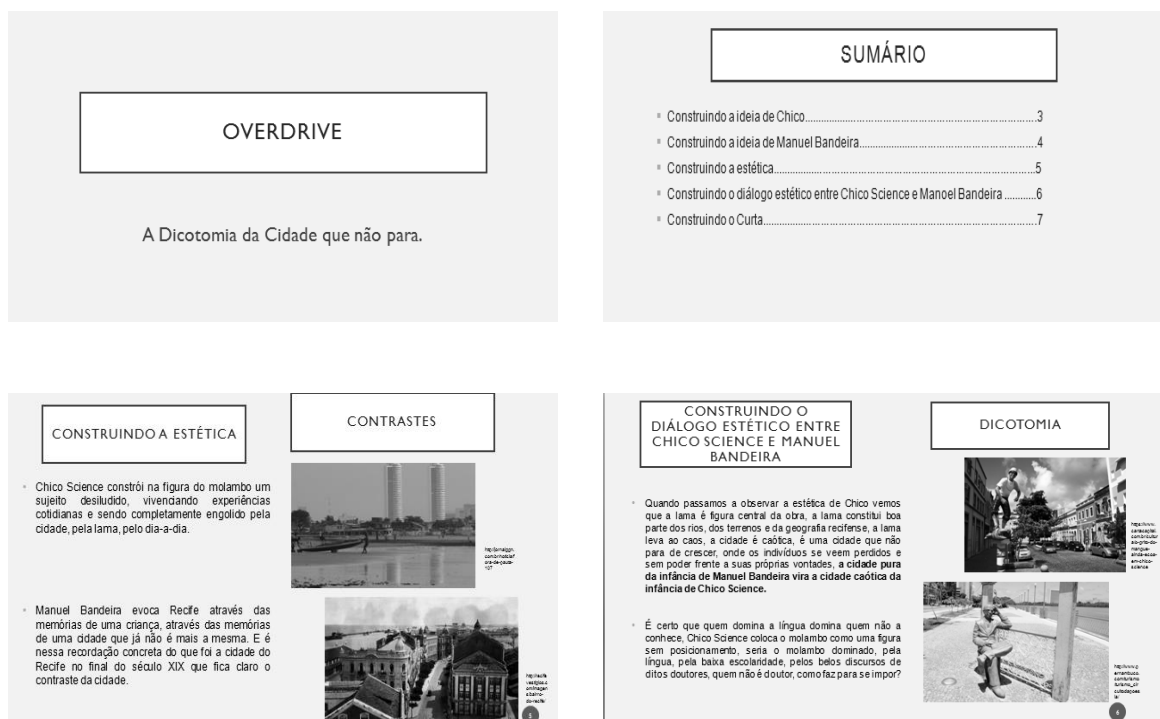 OVERDRIVE
A Dicotomia da Cidade que não para.
SUMÁRIO
Construindo a ideia de Chico..........................................................................3
Construindo a ideia de Manuel Bandeira..........................................................4
Construindo a estética...................................................................................5
Construindo o diálogo estético entre Chico Science e Manoel Bandeira ............6
Construindo o Curta......................................................................................7
CONSTRUINDO A ESTÉTICA
Chico Science constrói na figura do molambo um
sujeito desiludido, vivenciando experiências
cotidianas e sendo completamente engolido pela
cidade, pela lama, pelo dia-a-dia.
Manuel Bandeira evoca Recife através das
memórias de uma criança, através das memórias
de uma cidade que já não é mais a mesma. E é
nessa recordação concreta do que foi a cidade do
Recife no final do século XIX que fica claro o
contraste da cidade.
CONTRASTES
5
CONSTRUINDO O
DIÁLOGO ESTÉTICO ENTRE
CHICO SCIENCE E MANUEL
BANDEIRA
Quando passamos a observar a estética de Chico vemos
que a lama é figura central da obra, a lama constitui boa
parte dos rios, dos terrenos e da geografia recifense, a lama
leva ao caos, a cidade é caótica, é uma cidade que não
para de crescer, onde os indivíduos se veem perdidos e
sem poder frente a suas próprias vontades, a cidade pura
da infância de Manuel Bandeira vira a cidade caótica da
infância de Chico Science.
É certo que quem domina a língua domina quem não a
conhece, Chico Science coloca o molambo como uma figura
sem posicionamento, seria o molambo dominado, pela
língua, pela baixa escolaridade, pelos belos discursos de
ditos doutores, quem não é doutor, como faz para se impor?
DICOTOMIA
6